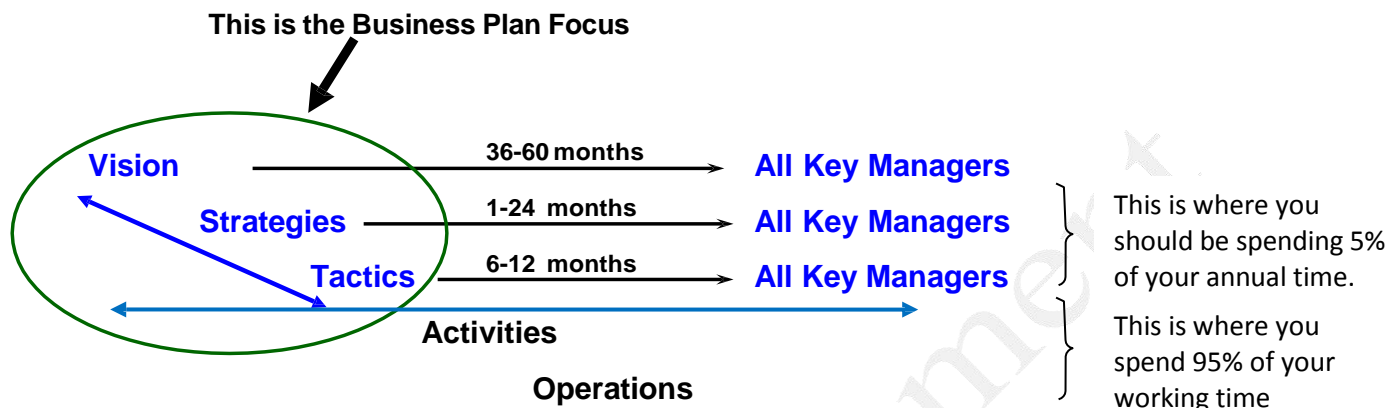 This is the Business Plan Focus
Vision
36-60 months
All Key Managers
Strategies
1-24 months
All Key Managers
Tactics
6-12 months
All Key Managers
This is where you
should be spending 5%
of your annual time.
Activities
Operations
This is where you
spend 95% of your
working time